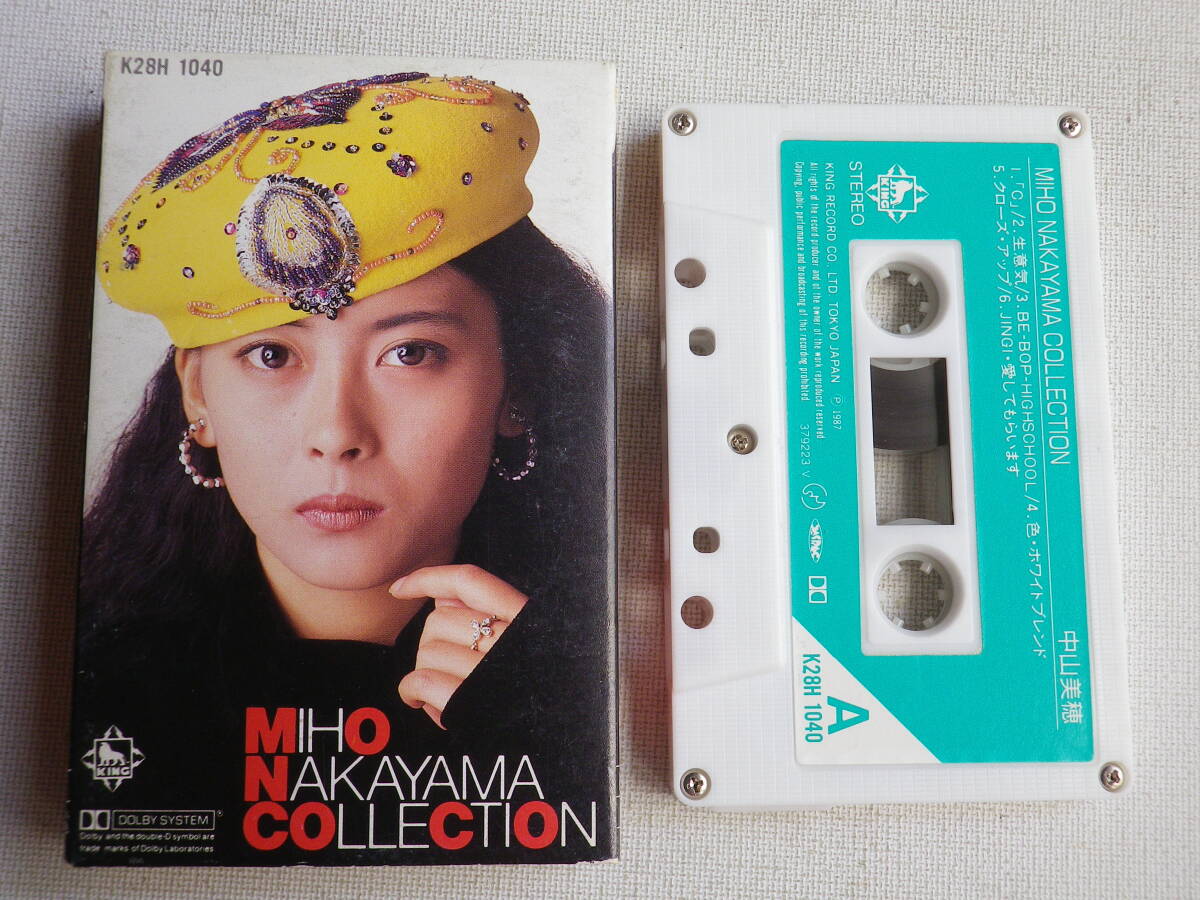 K28H 1040
MIHO
NAKAYAMA
COLLECTION
KING
DOLBY SYSTEM®
Dolby and the double-D symbol are
trade marks of Dolby Laboratories
MIHO NAKAYAMA COLLECTION 中山美穂
1.「C」/2.生意気/3.BE-BOP-HIGHSCHOOL/4.色・ホワイトブレンド
5.クローズ・アップ/6.JINGI・愛してもらいます
KING
STEREO
A
K28H 1040
KING RECORD CO., LTD. TOKYO JAPAN Ⓟ 1987
All rights of the record producer and of the owner of the work reproduced reserved
Copying, public performance and broadcasting of this recording prohibited
379223 V